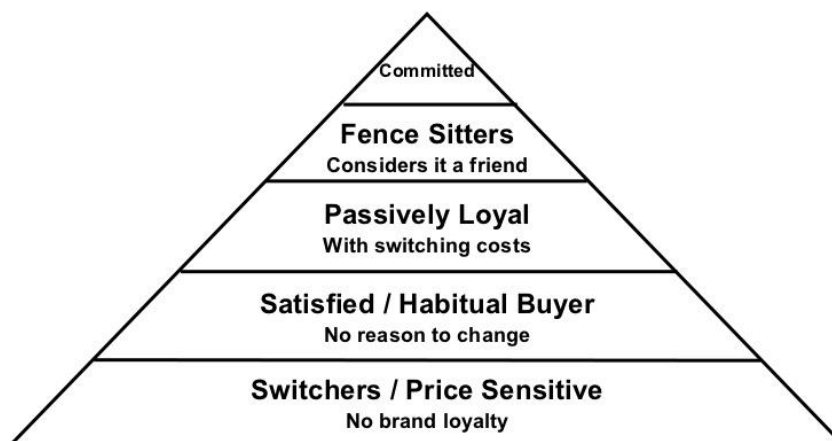 Committed
Fence Sitters
Considers it a friend
Passively Loyal
With switching costs
Satisfied / Habitual Buyer
No reason to change
Switchers / Price Sensitive
No brand loyalty